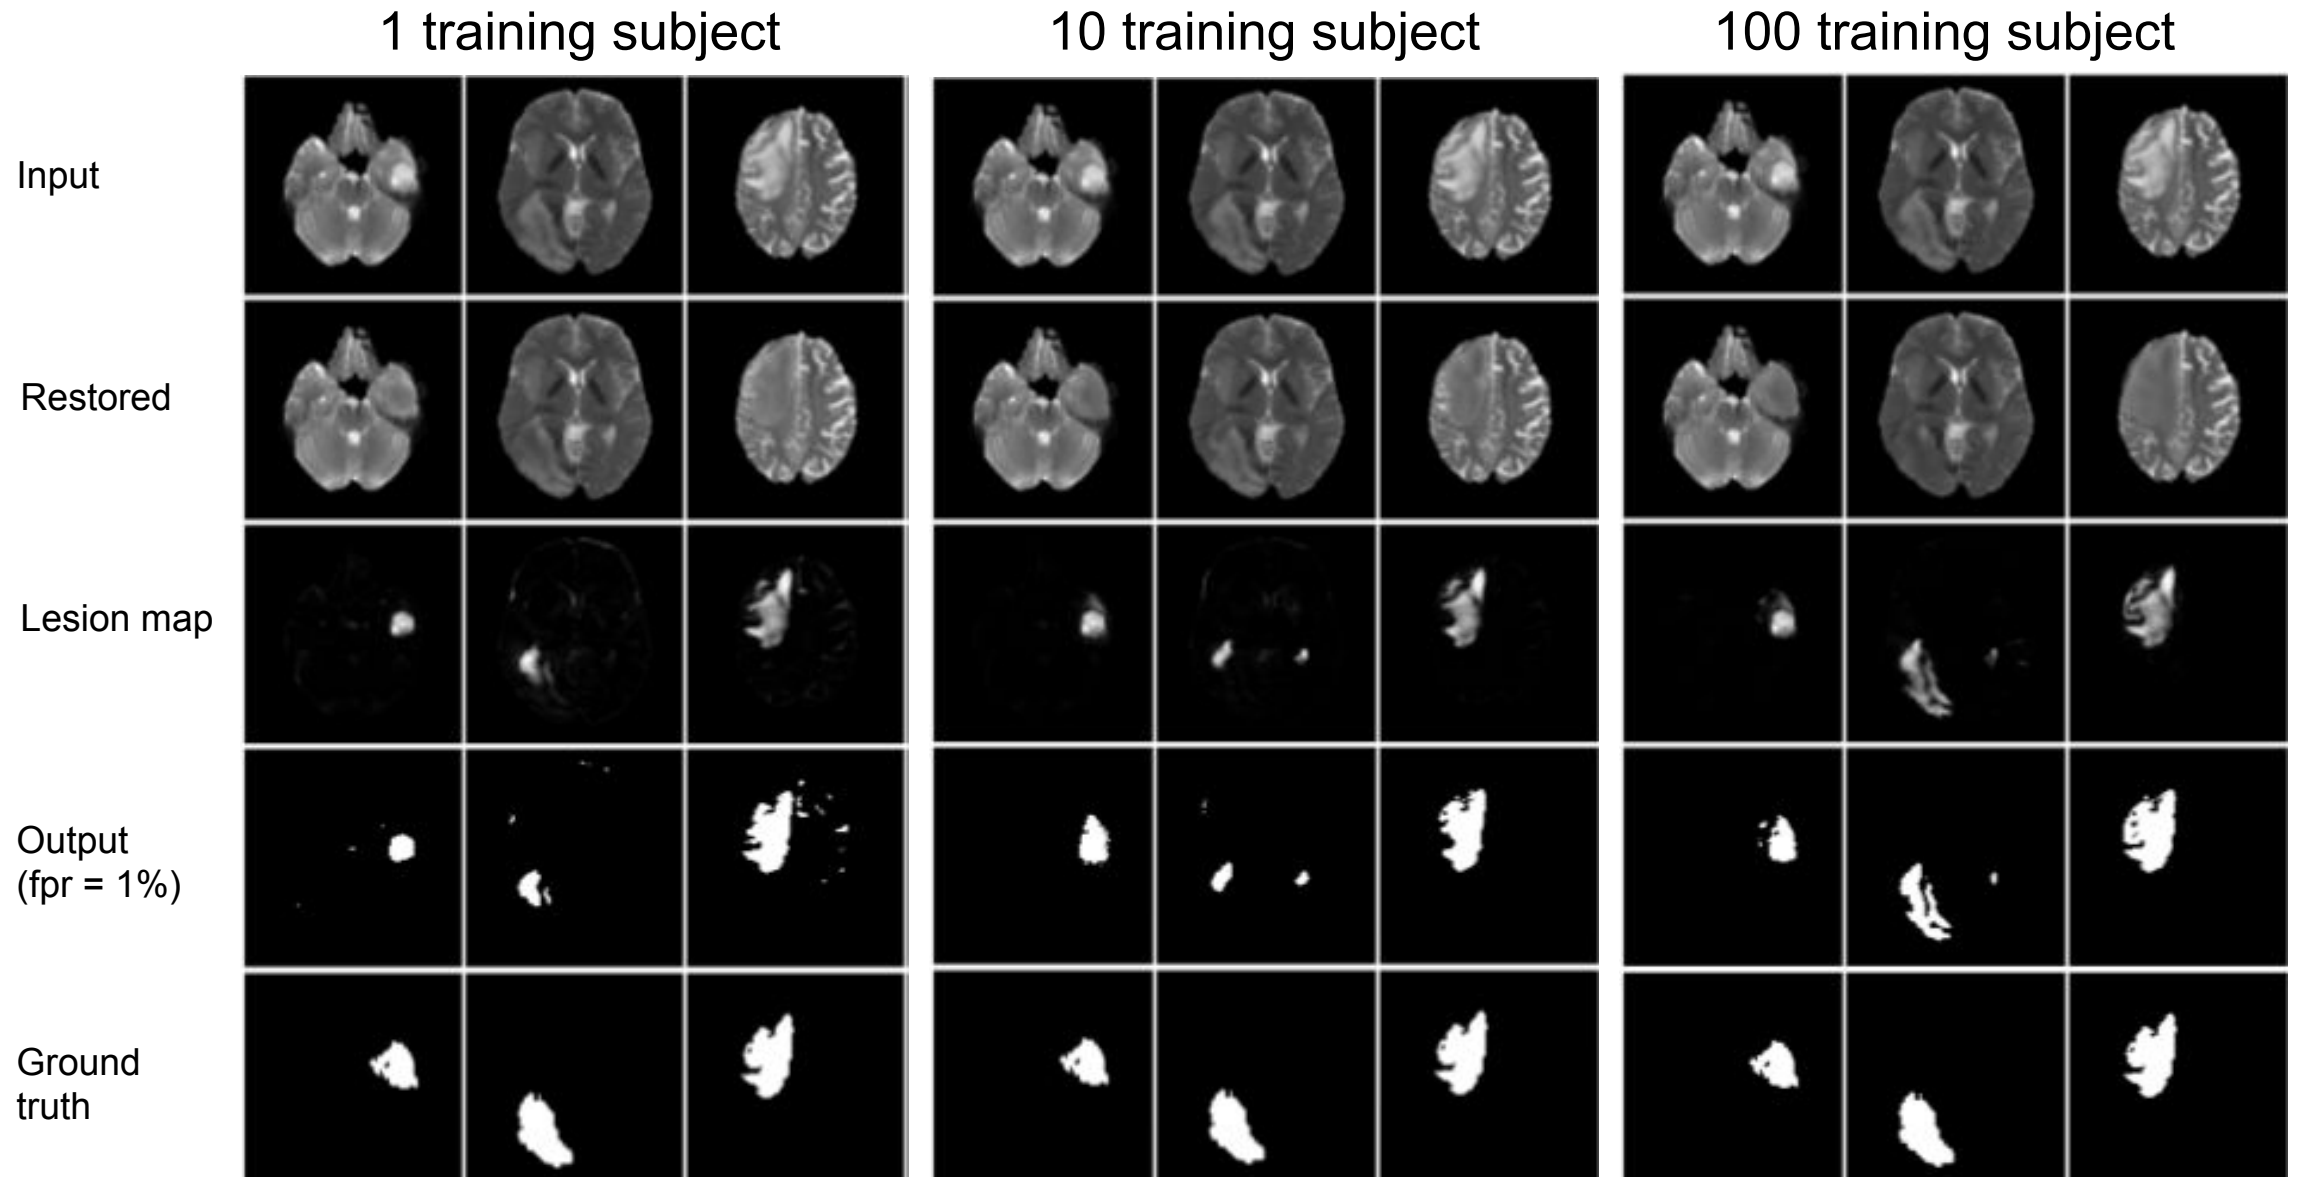 1 training subject
10 training subject
100 training subject
Input
Restored
Lesion map
Output
(fpr = 1%)
Ground
truth